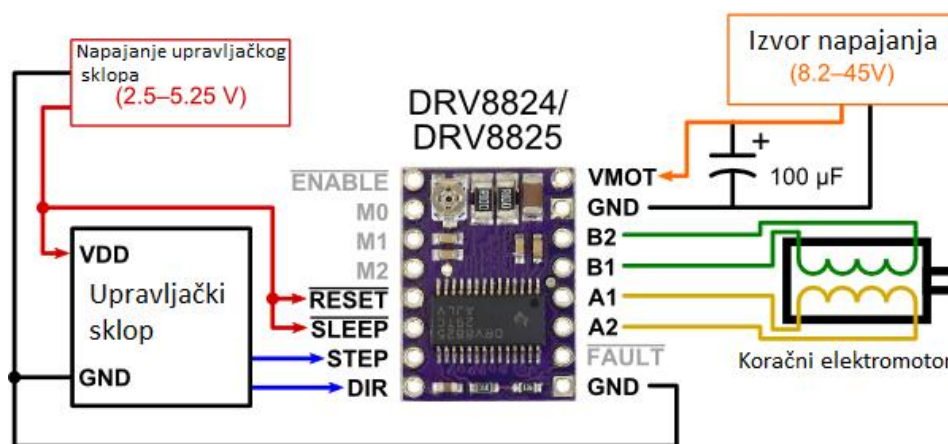 Napajanje upravljačkog
sklopa
(2.5–5.25 V)
Izvor napajanja
(8.2–45V)
DRV8824/
DRV8825
+
100 µF
ENABLE
M0
M1
M2
RESET
SLEEP
STEP
DIR
VMOT
GND
B2
B1
A1
A2
FAULT
GND
VDD
Upravljački
sklop
GND
Koračni elektromotor